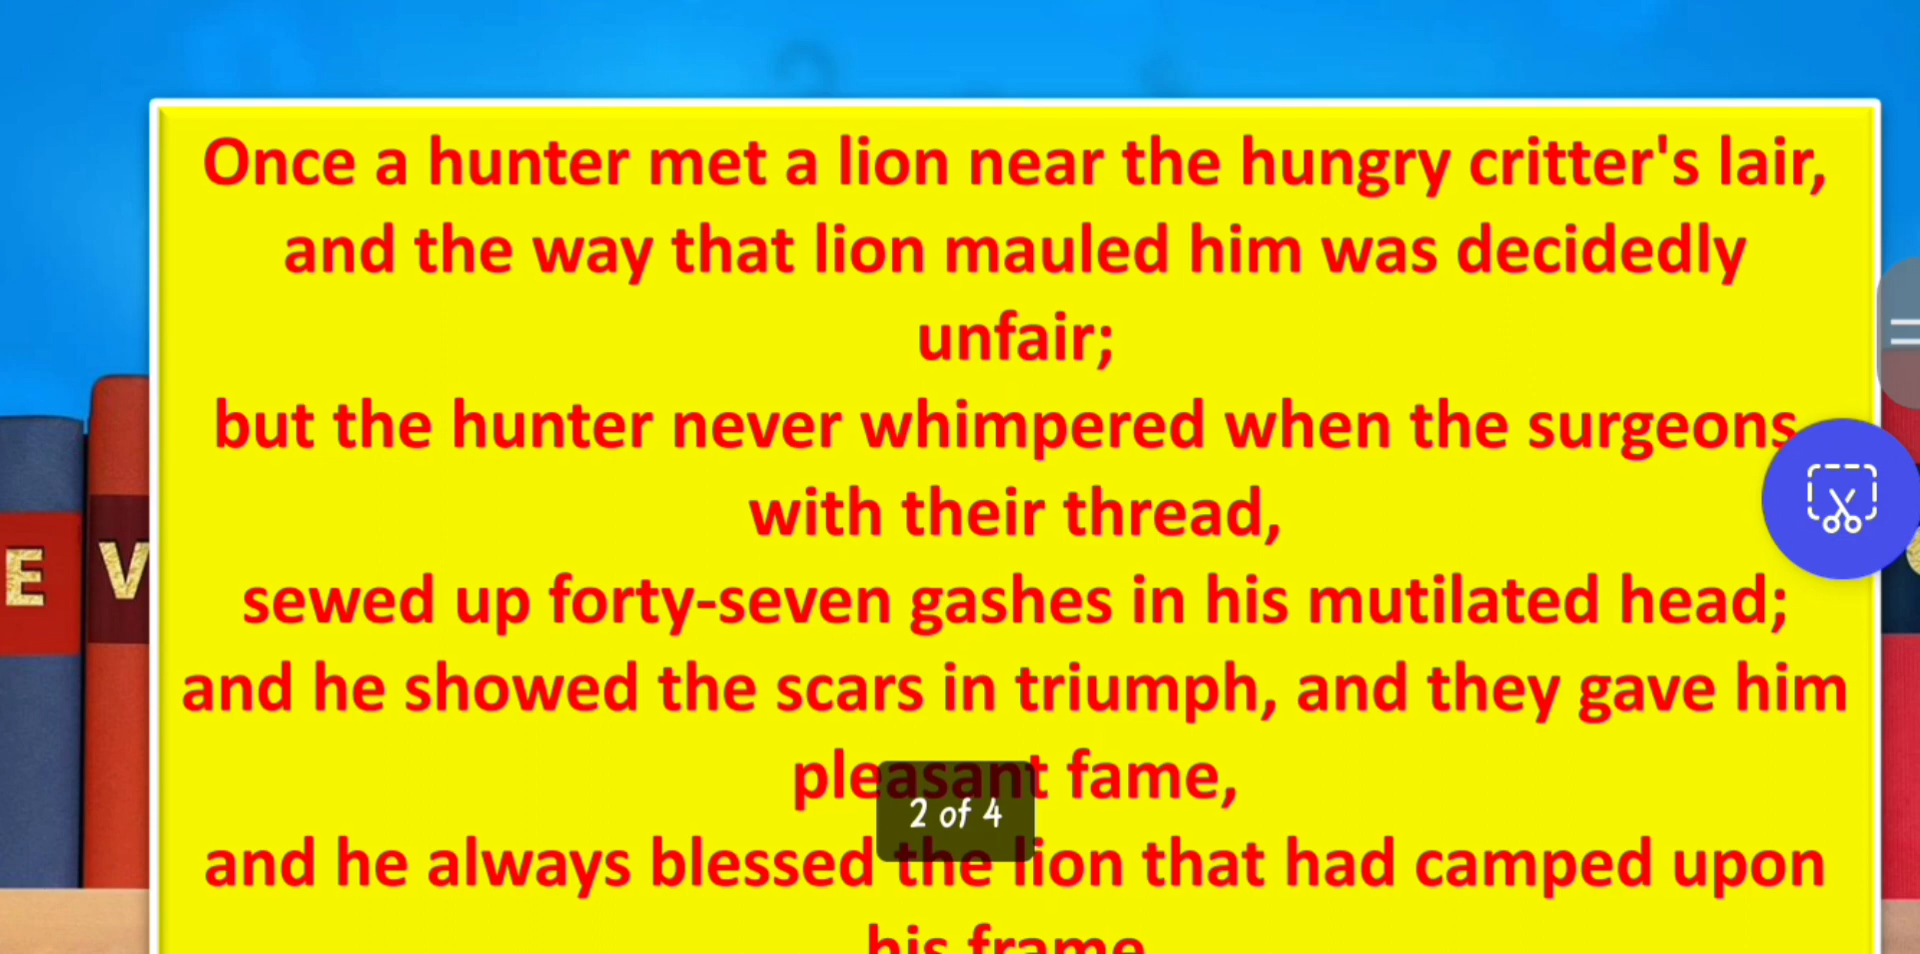 Once a hunter met a lion near the hungry critter's lair,
and the way that lion mauled him was decidedly
unfair;
but the hunter never whimpered when the surgeons
with their thread,
sewed up forty-seven gashes in his mutilated head;
and he showed the scars in triumph, and they gave him
pleasant fame,
2 of 4
and he always blessed the lion that had camped upon
his frame
E
V